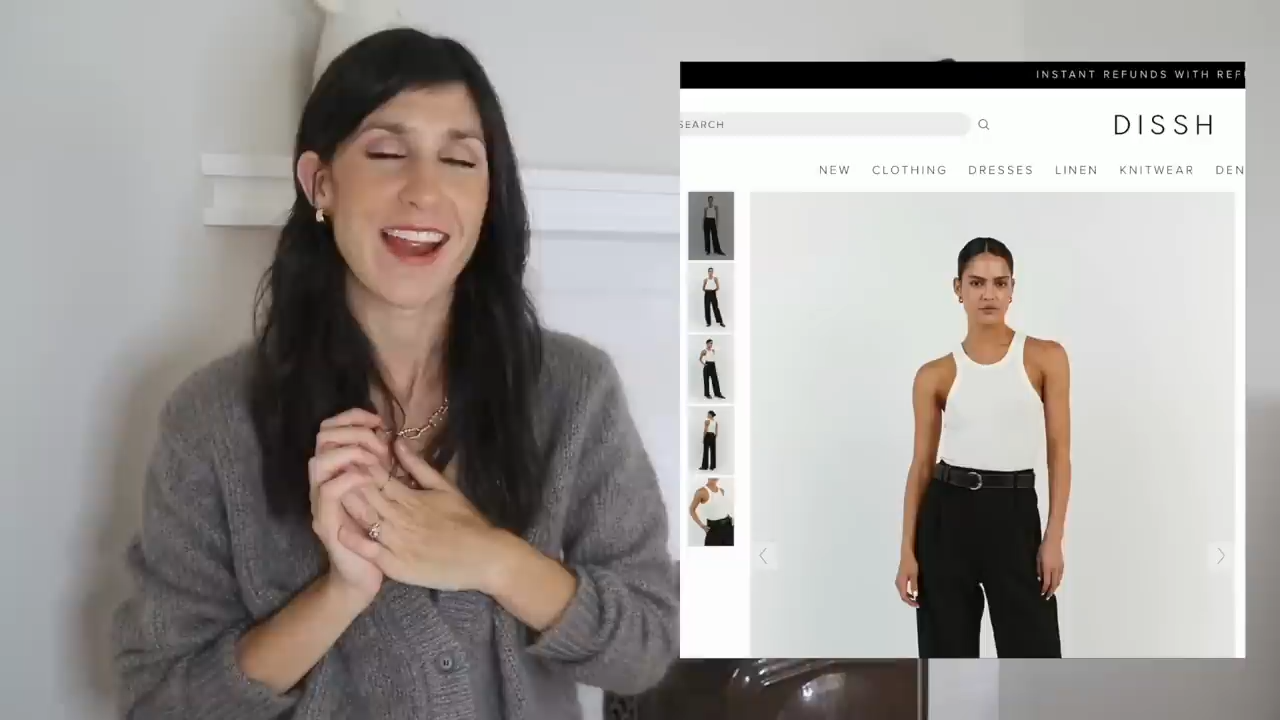 INSTANT REFUNDS WITH REF
SEARCH
DISSH
NEW CLOTHING DRESSES LINEN KNITWEAR DEN